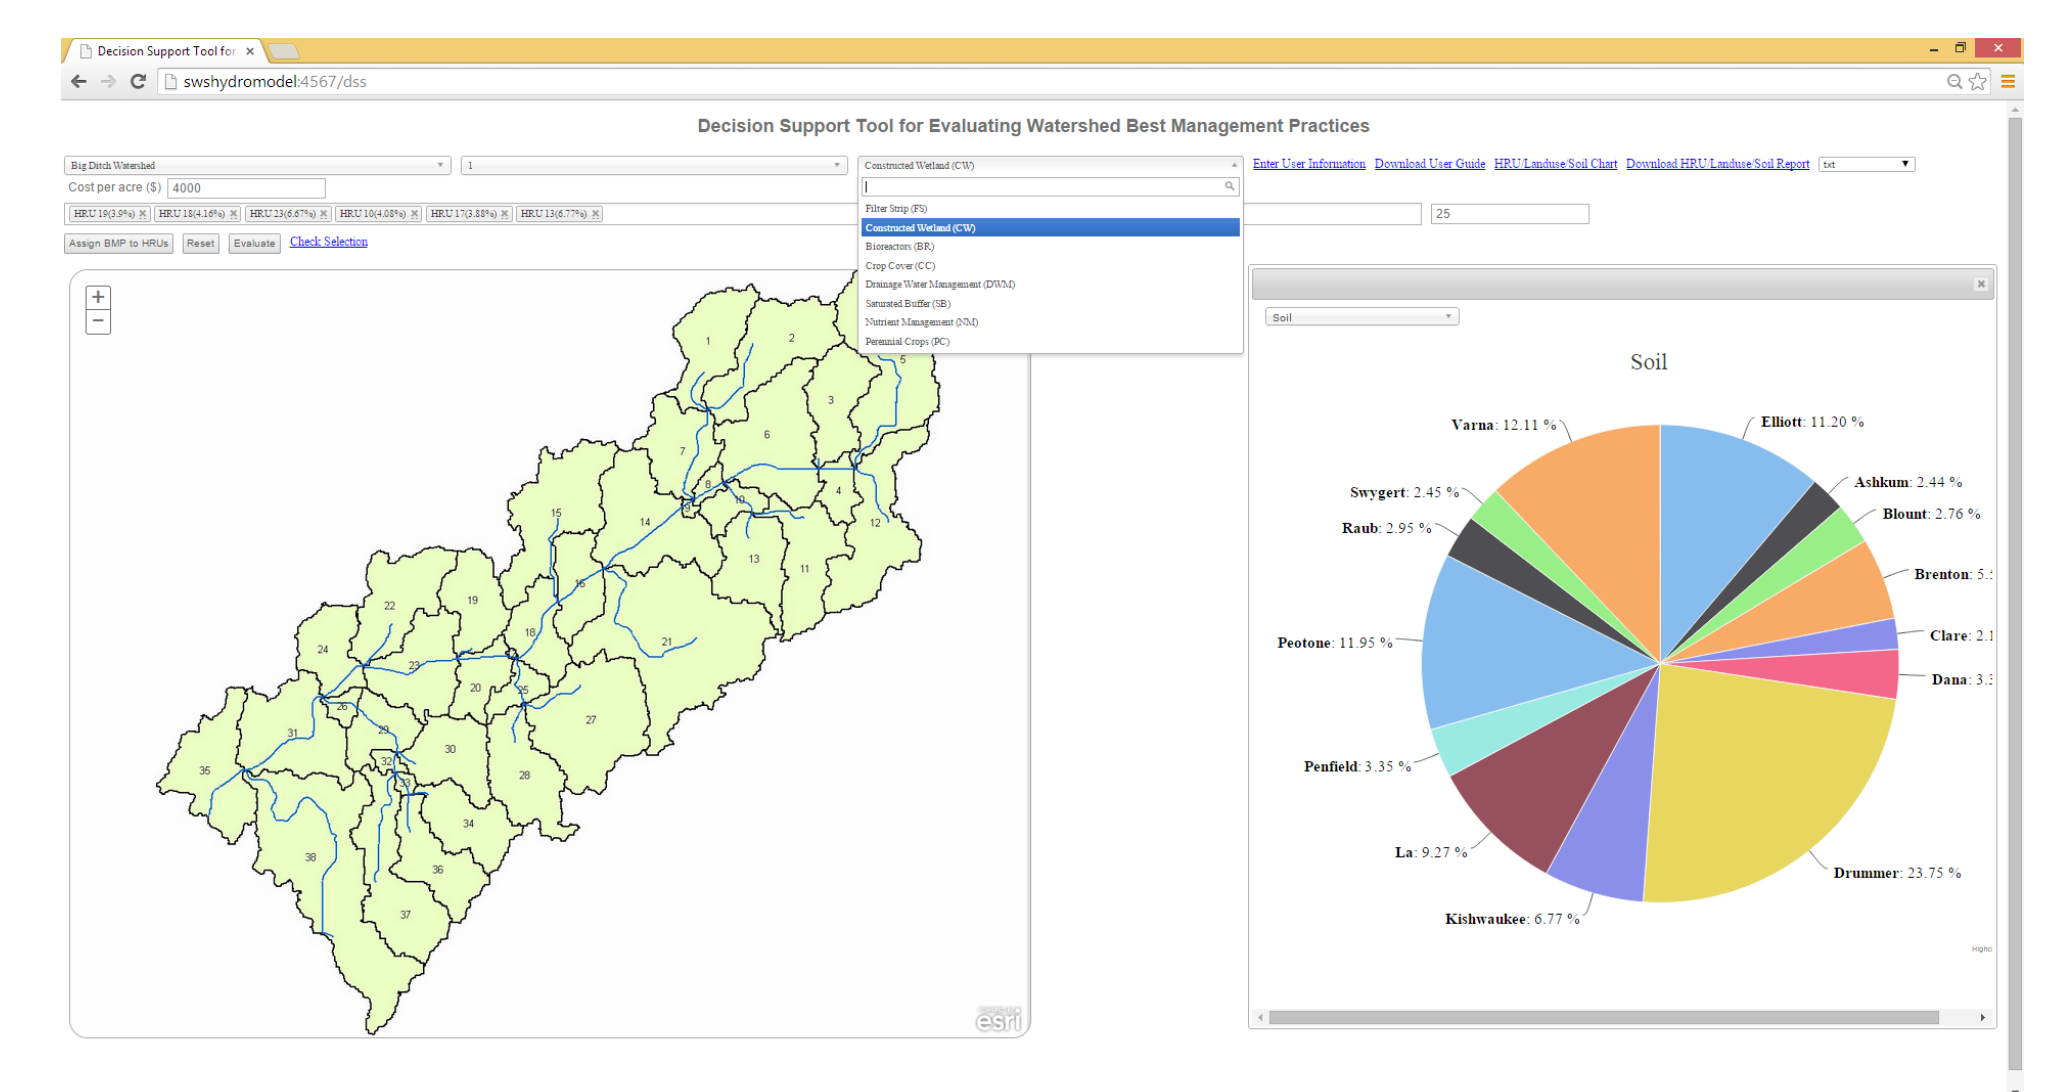 Decision Support Tool for
swshydromodel:4567/dss
Decision Support Tool for Evaluating Watershed Best Management Practices
Big Ditch Watershed
1
Constructed Wetland (CW)
Enter User Information Download User Guide HRU/Landuse/Soil Chart Download HRU/Landuse/Soil Report txt
Cost per acre ($) 4000
HRU 19(3.9%) HRU 18(4.16%) HRU 23(6.67%) HRU 10(4.08%) HRU 17(3.88%) HRU 13(6.77%)
25
Assign BMP to HRUs Reset Evaluate Check Selection
Filter Strip (FS)
Constructed Wetland (CW)
Bioreactors (BR)
Crop Cover (CC)
Drainage Water Management (DWM)
Saturated Buffer (SB)
Nutrient Management (NM)
Perennial Crops (PC)
+
−
1
2
5
3
6
7
8
10
4
9
15
14
12
13
11
16
22
19
18
21
24
23
20
25
26
27
31
29
30
32
35
28
33
34
38
36
37
esri
Soil
Soil
Varna: 12.11 %
Elliott: 11.20 %
Swygert: 2.45 %
Ashkum: 2.44 %
Raub: 2.95 %
Blount: 2.76 %
Brenton: 5.
Peotone: 11.95 %
Clare: 2.1
Dana: 3.
Penfield: 3.35 %
La: 9.27 %
Drummer: 23.75 %
Kishwaukee: 6.77 %